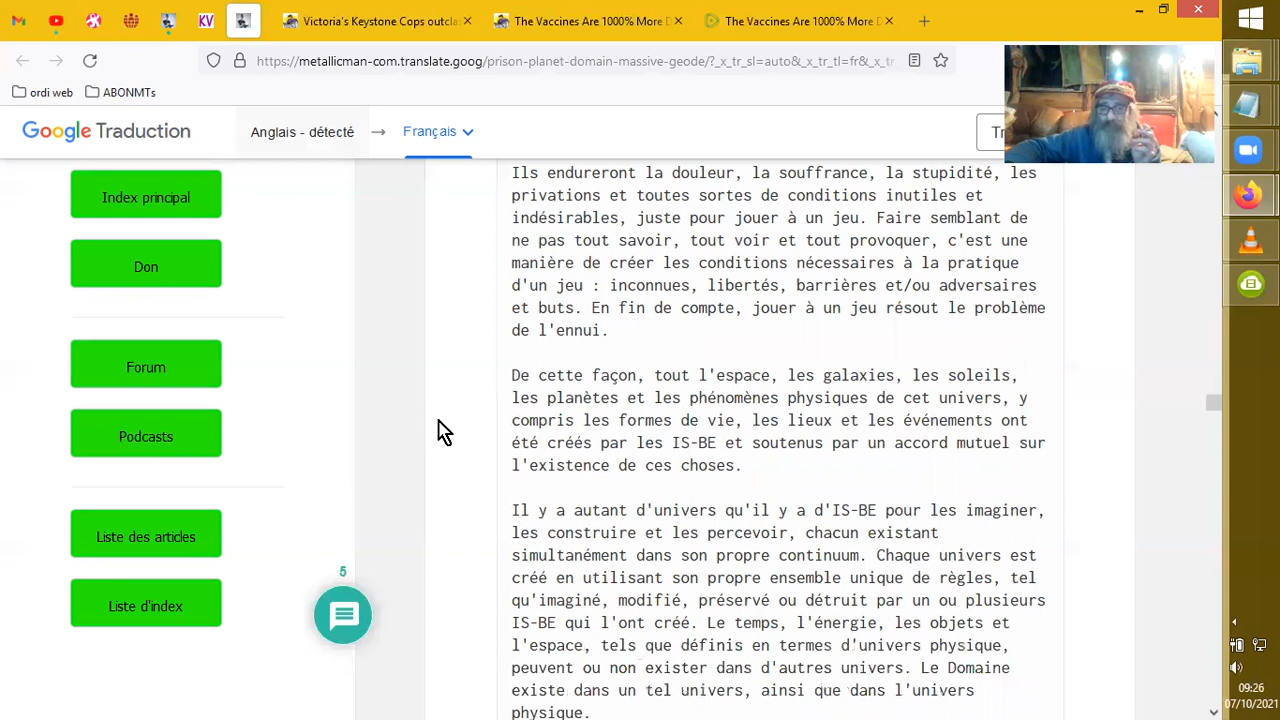 KV
Victoria's Keystone Cops outcla
The Vaccines Are 1000% More D
The Vaccines Are 1000% More D
https://metallicman-com.translate.goog/prison-planet-domain-massive-geode/?_x_tr_sl=auto&_x_tr_tl=fr&_x_tr
ordi web
ABONMTs
Google Traduction
Anglais - détecté
Français
Tr
Index principal
Don
Forum
Podcasts
Liste des articles
5
Liste d'index
Ils endureront la douleur, la souffrance, la stupidité, les
privations et toutes sortes de conditions inutiles et
indésirables, juste pour jouer à un jeu. Faire semblant de
ne pas tout savoir, tout voir et tout provoquer, c'est une
manière de créer les conditions nécessaires à la pratique
d'un jeu : inconnues, libertés, barrières et/ou adversaires
et buts. En fin de compte, jouer à un jeu résout le problème
de l'ennui.
De cette façon, tout l'espace, les galaxies, les soleils,
les planètes et les phénomènes physiques de cet univers, y
compris les formes de vie, les lieux et les événements ont
été créés par les IS-BE et soutenus par un accord mutuel sur
l'existence de ces choses.
Il y a autant d'univers qu'il y a d'IS-BE pour les imaginer,
les construire et les percevoir, chacun existant
simultanément dans son propre continuum. Chaque univers est
créé en utilisant son propre ensemble unique de règles, tel
qu'imaginé, modifié, préservé ou détruit par un ou plusieurs
IS-BE qui l'ont créé. Le temps, l'énergie, les objets et
l'espace, tels que définis en termes d'univers physique,
peuvent ou non exister dans d'autres univers. Le Domaine
existe dans un tel univers, ainsi que dans l'univers
physique.
09:26
07/10/2021